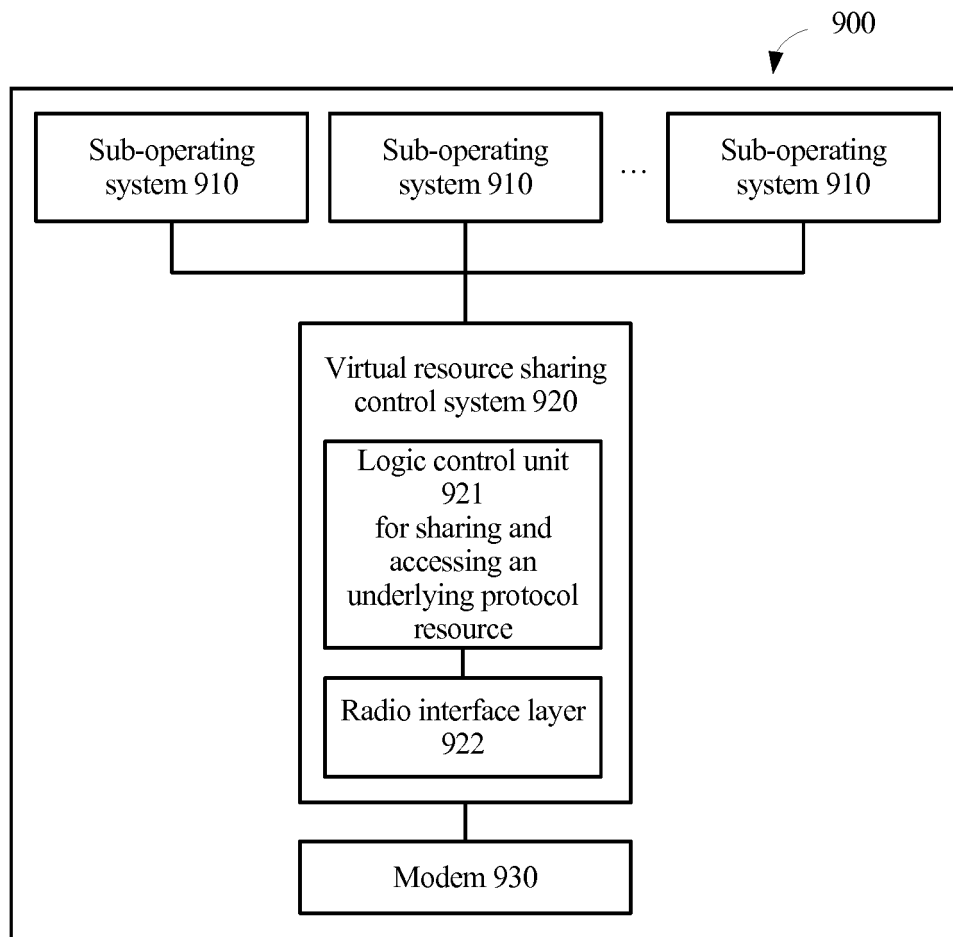 900
Sub-operating
system 910
Sub-operating
system 910
...
Sub-operating
system 910
Virtual resource sharing
control system 920
Logic control unit
921
for sharing and
accessing an
underlying protocol
resource
Radio interface layer
922
Modem 930